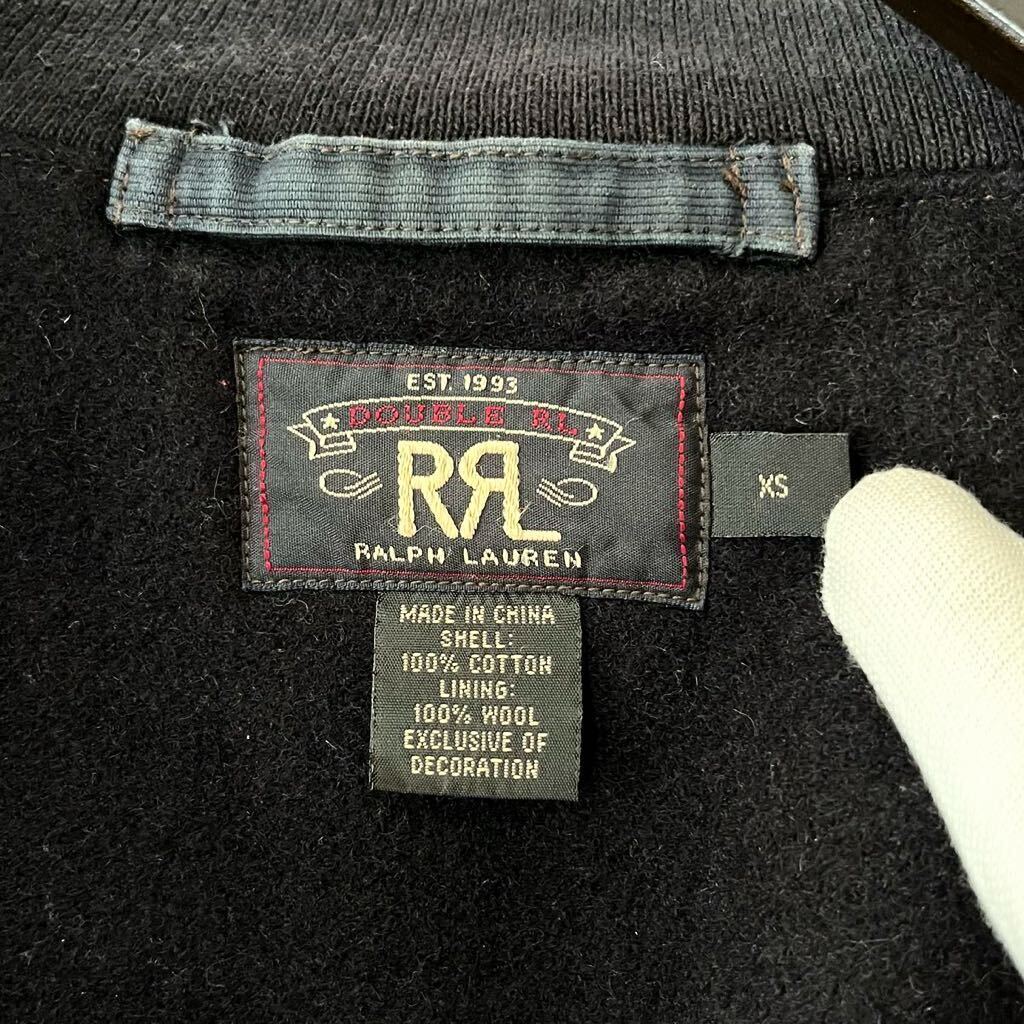 EST. 1993
DOUBLE RL
RRL
RALPH LAUREN
XS
MADE IN CHINA
SHELL:
100% COTTON
LINING:
100% WOOL
EXCLUSIVE OF
DECORATION